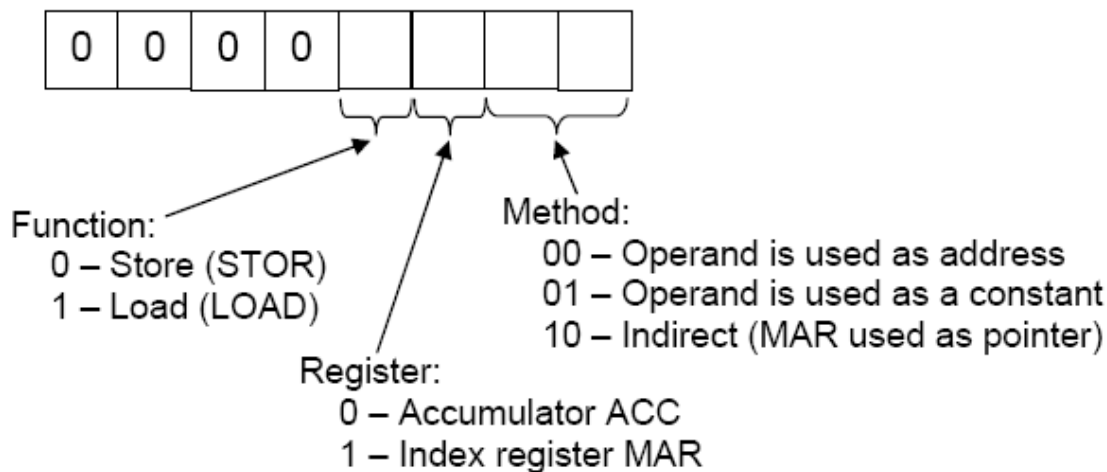 0 0 0 0
Function:
0 – Store (STOR)
1 – Load (LOAD)
Method:
00 – Operand is used as address
01 – Operand is used as a constant
10 – Indirect (MAR used as pointer)
Register:
0 – Accumulator ACC
1 – Index register MAR